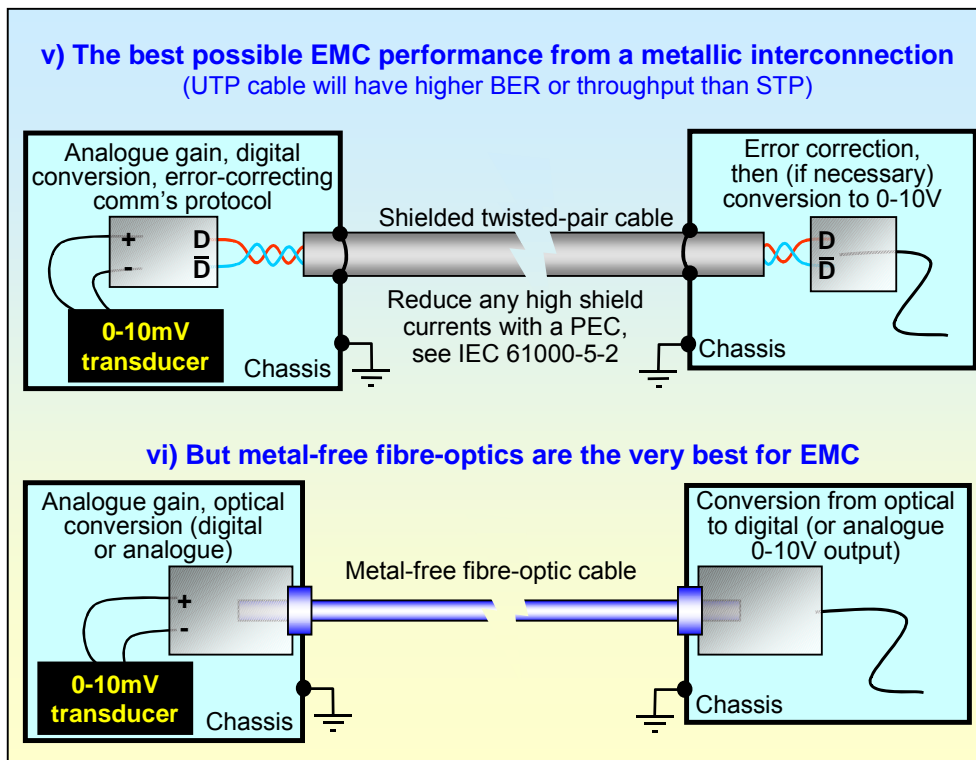 v) The best possible EMC performance from a metallic interconnection
(UTP cable will have higher BER or throughput than STP)
Analogue gain, digital
conversion, error-correcting
comm's protocol
+
-
D
D̅
0-10mV
transducer
Chassis
Shielded twisted-pair cable
Reduce any high shield
currents with a PEC,
see IEC 61000-5-2
Error correction,
then (if necessary)
conversion to 0-10V
D
D̅
Chassis
vi) But metal-free fibre-optics are the very best for EMC
Analogue gain, optical
conversion (digital
or analogue)
+
-
0-10mV
transducer
Chassis
Metal-free fibre-optic cable
Conversion from optical
to digital (or analogue
0-10V output)
Chassis